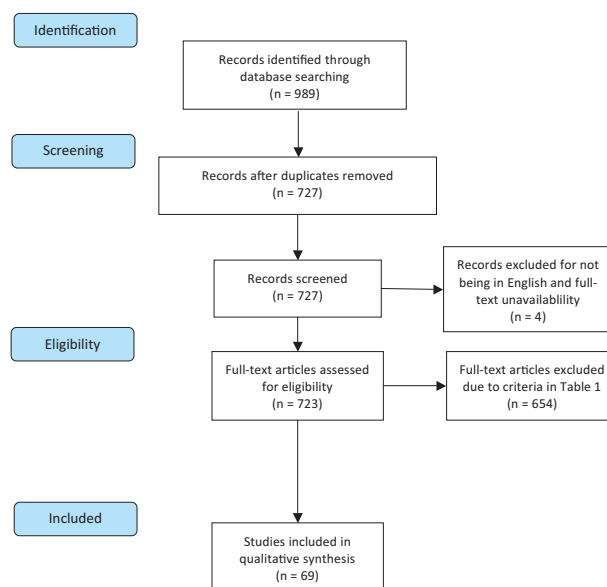 Identification
Records identified through
database searching
(n = 989)
Screening
Records after duplicates removed
(n = 727)
Records screened
(n = 727)
Records excluded for not
being in English and full-
text unavailablility
(n = 4)
Eligibility
Full-text articles assessed
for eligibility
(n = 723)
Full-text articles excluded
due to criteria in Table 1
(n = 654)
Included
Studies included in
qualitative synthesis
(n = 69)